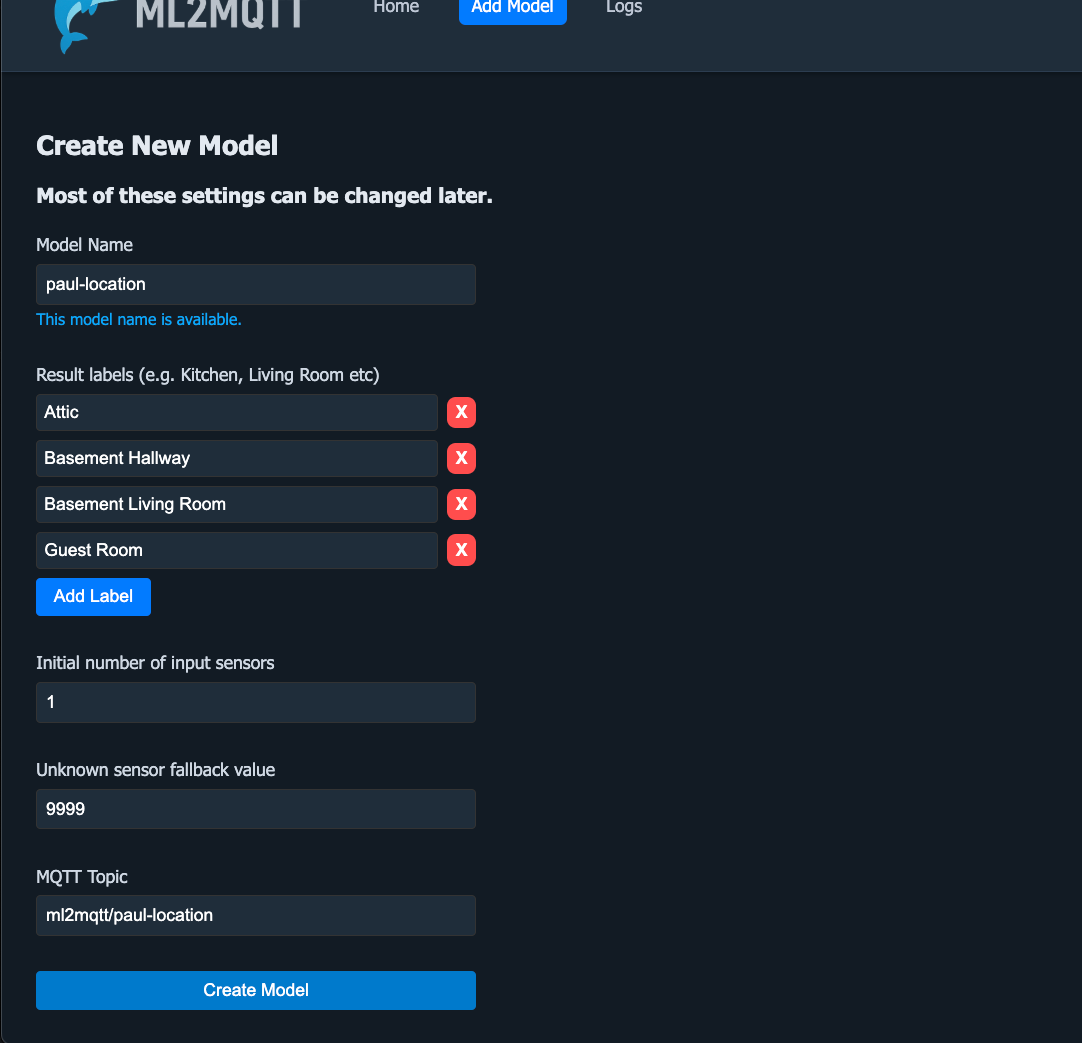 ML2MQTT Home Add Model Logs
Create New Model
Most of these settings can be changed later.
Model Name
paul-location
This model name is available.
Result labels (e.g. Kitchen, Living Room etc)
Attic X
Basement Hallway X
Basement Living Room X
Guest Room X
Add Label
Initial number of input sensors
1
Unknown sensor fallback value
9999
MQTT Topic
ml2mqtt/paul-location
Create Model